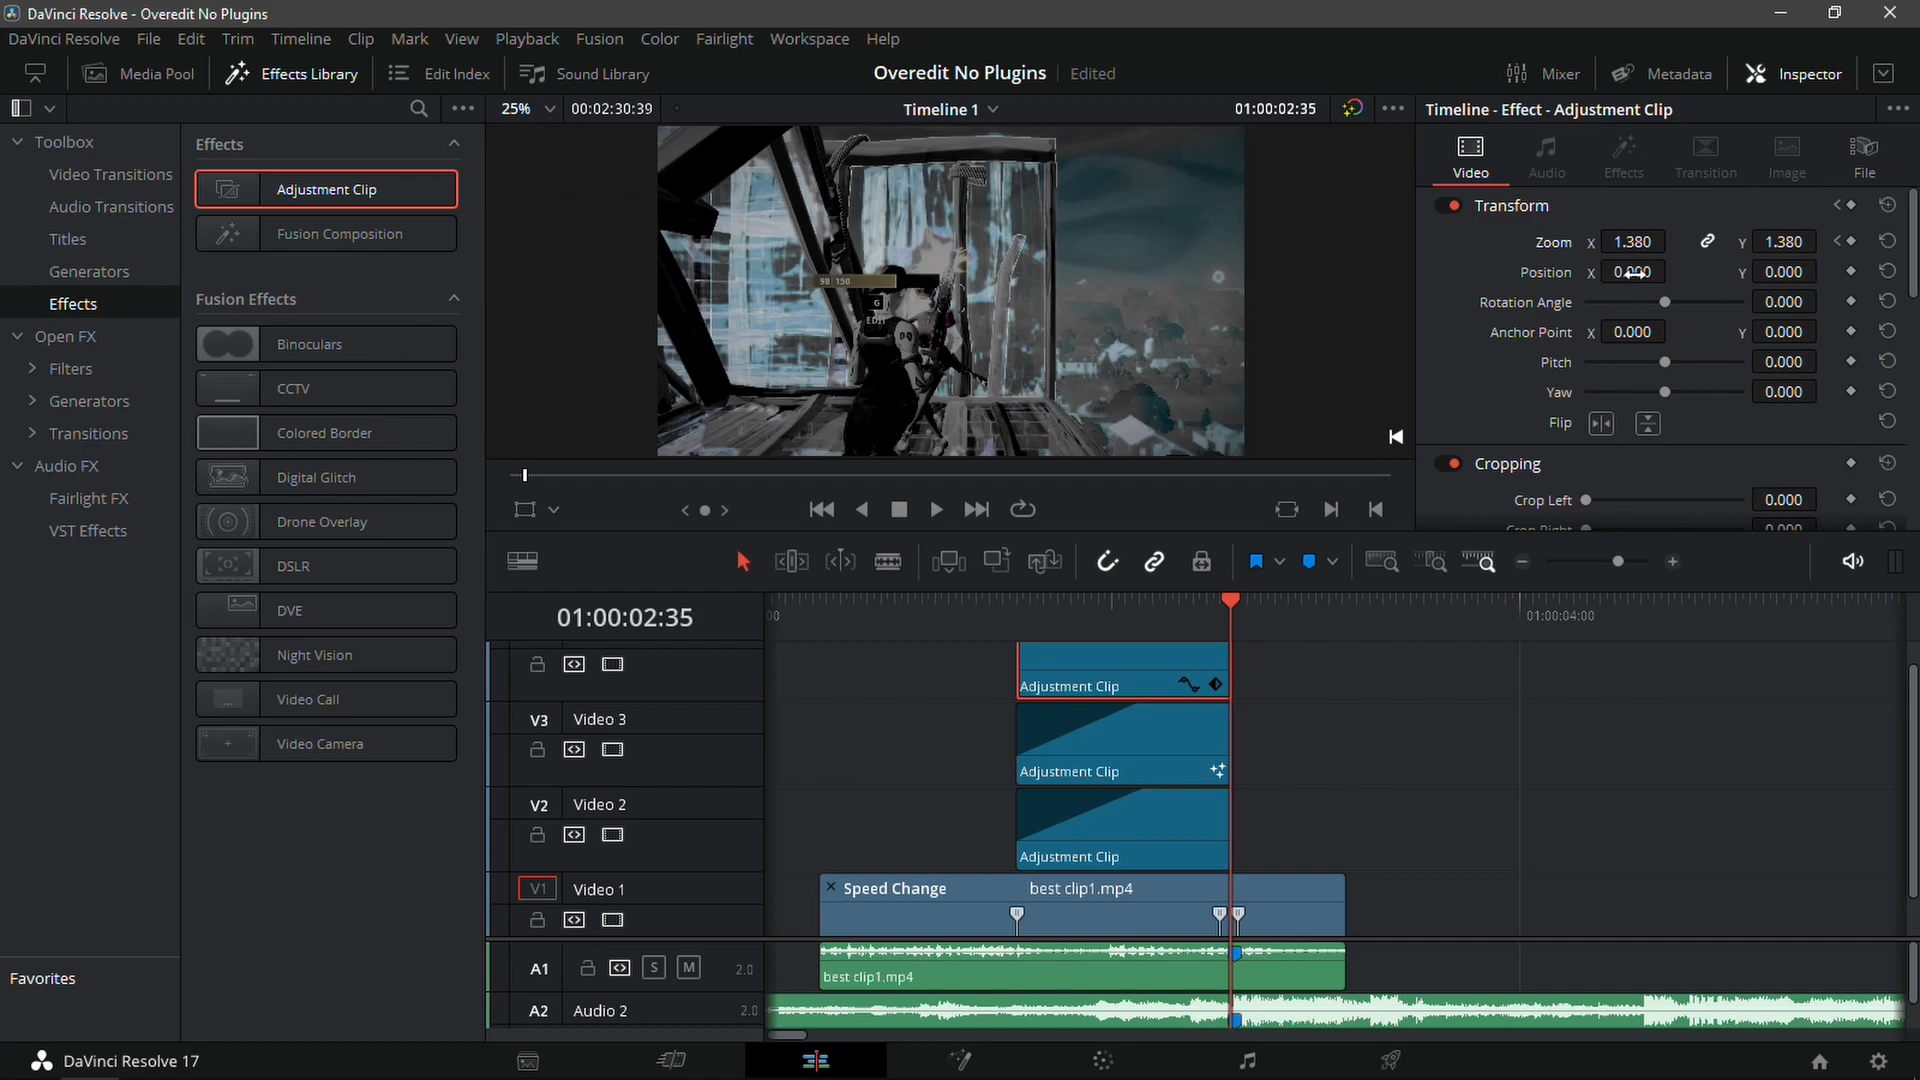 DaVinci Resolve - Overedit No Plugins
DaVinci Resolve File Edit Trim Timeline Clip Mark View Playback Fusion Color Fairlight Workspace Help
Media Pool Effects Library Edit Index Sound Library Overedit No Plugins Edited Mixer Metadata Inspector
25% 00:02:30:39 Timeline 1 01:00:02:35 Timeline - Effect - Adjustment Clip
Toolbox
Video Transitions
Audio Transitions
Titles
Generators
Effects
Open FX
Filters
Generators
Transitions
Audio FX
Fairlight FX
VST Effects
Favorites
Effects
Adjustment Clip
Fusion Composition
Fusion Effects
Binoculars
CCTV
Colored Border
Digital Glitch
Drone Overlay
DSLR
DVE
Night Vision
Video Call
Video Camera
98 150
G
EDIT
Video Audio Effects Transition Image File
Transform
Zoom X 1.380 Y 1.380
Position X 0.000 Y 0.000
Rotation Angle 0.000
Anchor Point X 0.000 Y 0.000
Pitch 0.000
Yaw 0.000
Flip
Cropping
Crop Left 0.000
Crop Right 0.000
01:00:02:35
00 01:00:04:00
Adjustment Clip
V3 Video 3
Adjustment Clip
V2 Video 2
Adjustment Clip
V1 Video 1
Speed Change best clip1.mp4
A1 S M 2.0
best clip1.mp4
A2 Audio 2 2.0
DaVinci Resolve 17